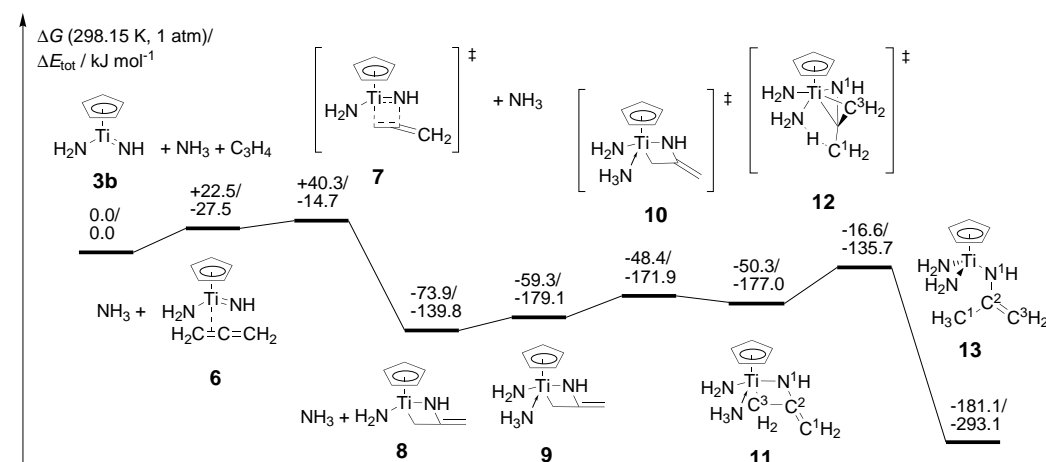 ΔG (298.15 K, 1 atm)/
ΔE_tot / kJ mol⁻¹
3b
H₂N Ti NH
+ NH₃ + C₃H₄
0.0/
0.0
+22.5/
-27.5
NH₃ +
H₂N Ti NH
H₂C C CH₂
6
7
H₂N Ti NH
CH₂
‡
+ NH₃
+40.3/
-14.7
-73.9/
-139.8
NH₃ + H₂N Ti NH
8
-59.3/
-179.1
H₂N Ti NH
H₃N
9
‡
H₂N Ti NH
H₃N
10
-48.4/
-171.9
-50.3/
-177.0
H₂N Ti N¹H
H₃N C³ C²
H₂ C¹H₂
11
‡
H₂N Ti N¹H
C³H₂
H₂N
H
C¹H₂
12
-16.6/
-135.7
Ti
H₂N N¹H
H₂N
C¹ C²
H₃C¹ C³H₂
13
-181.1/
-293.1